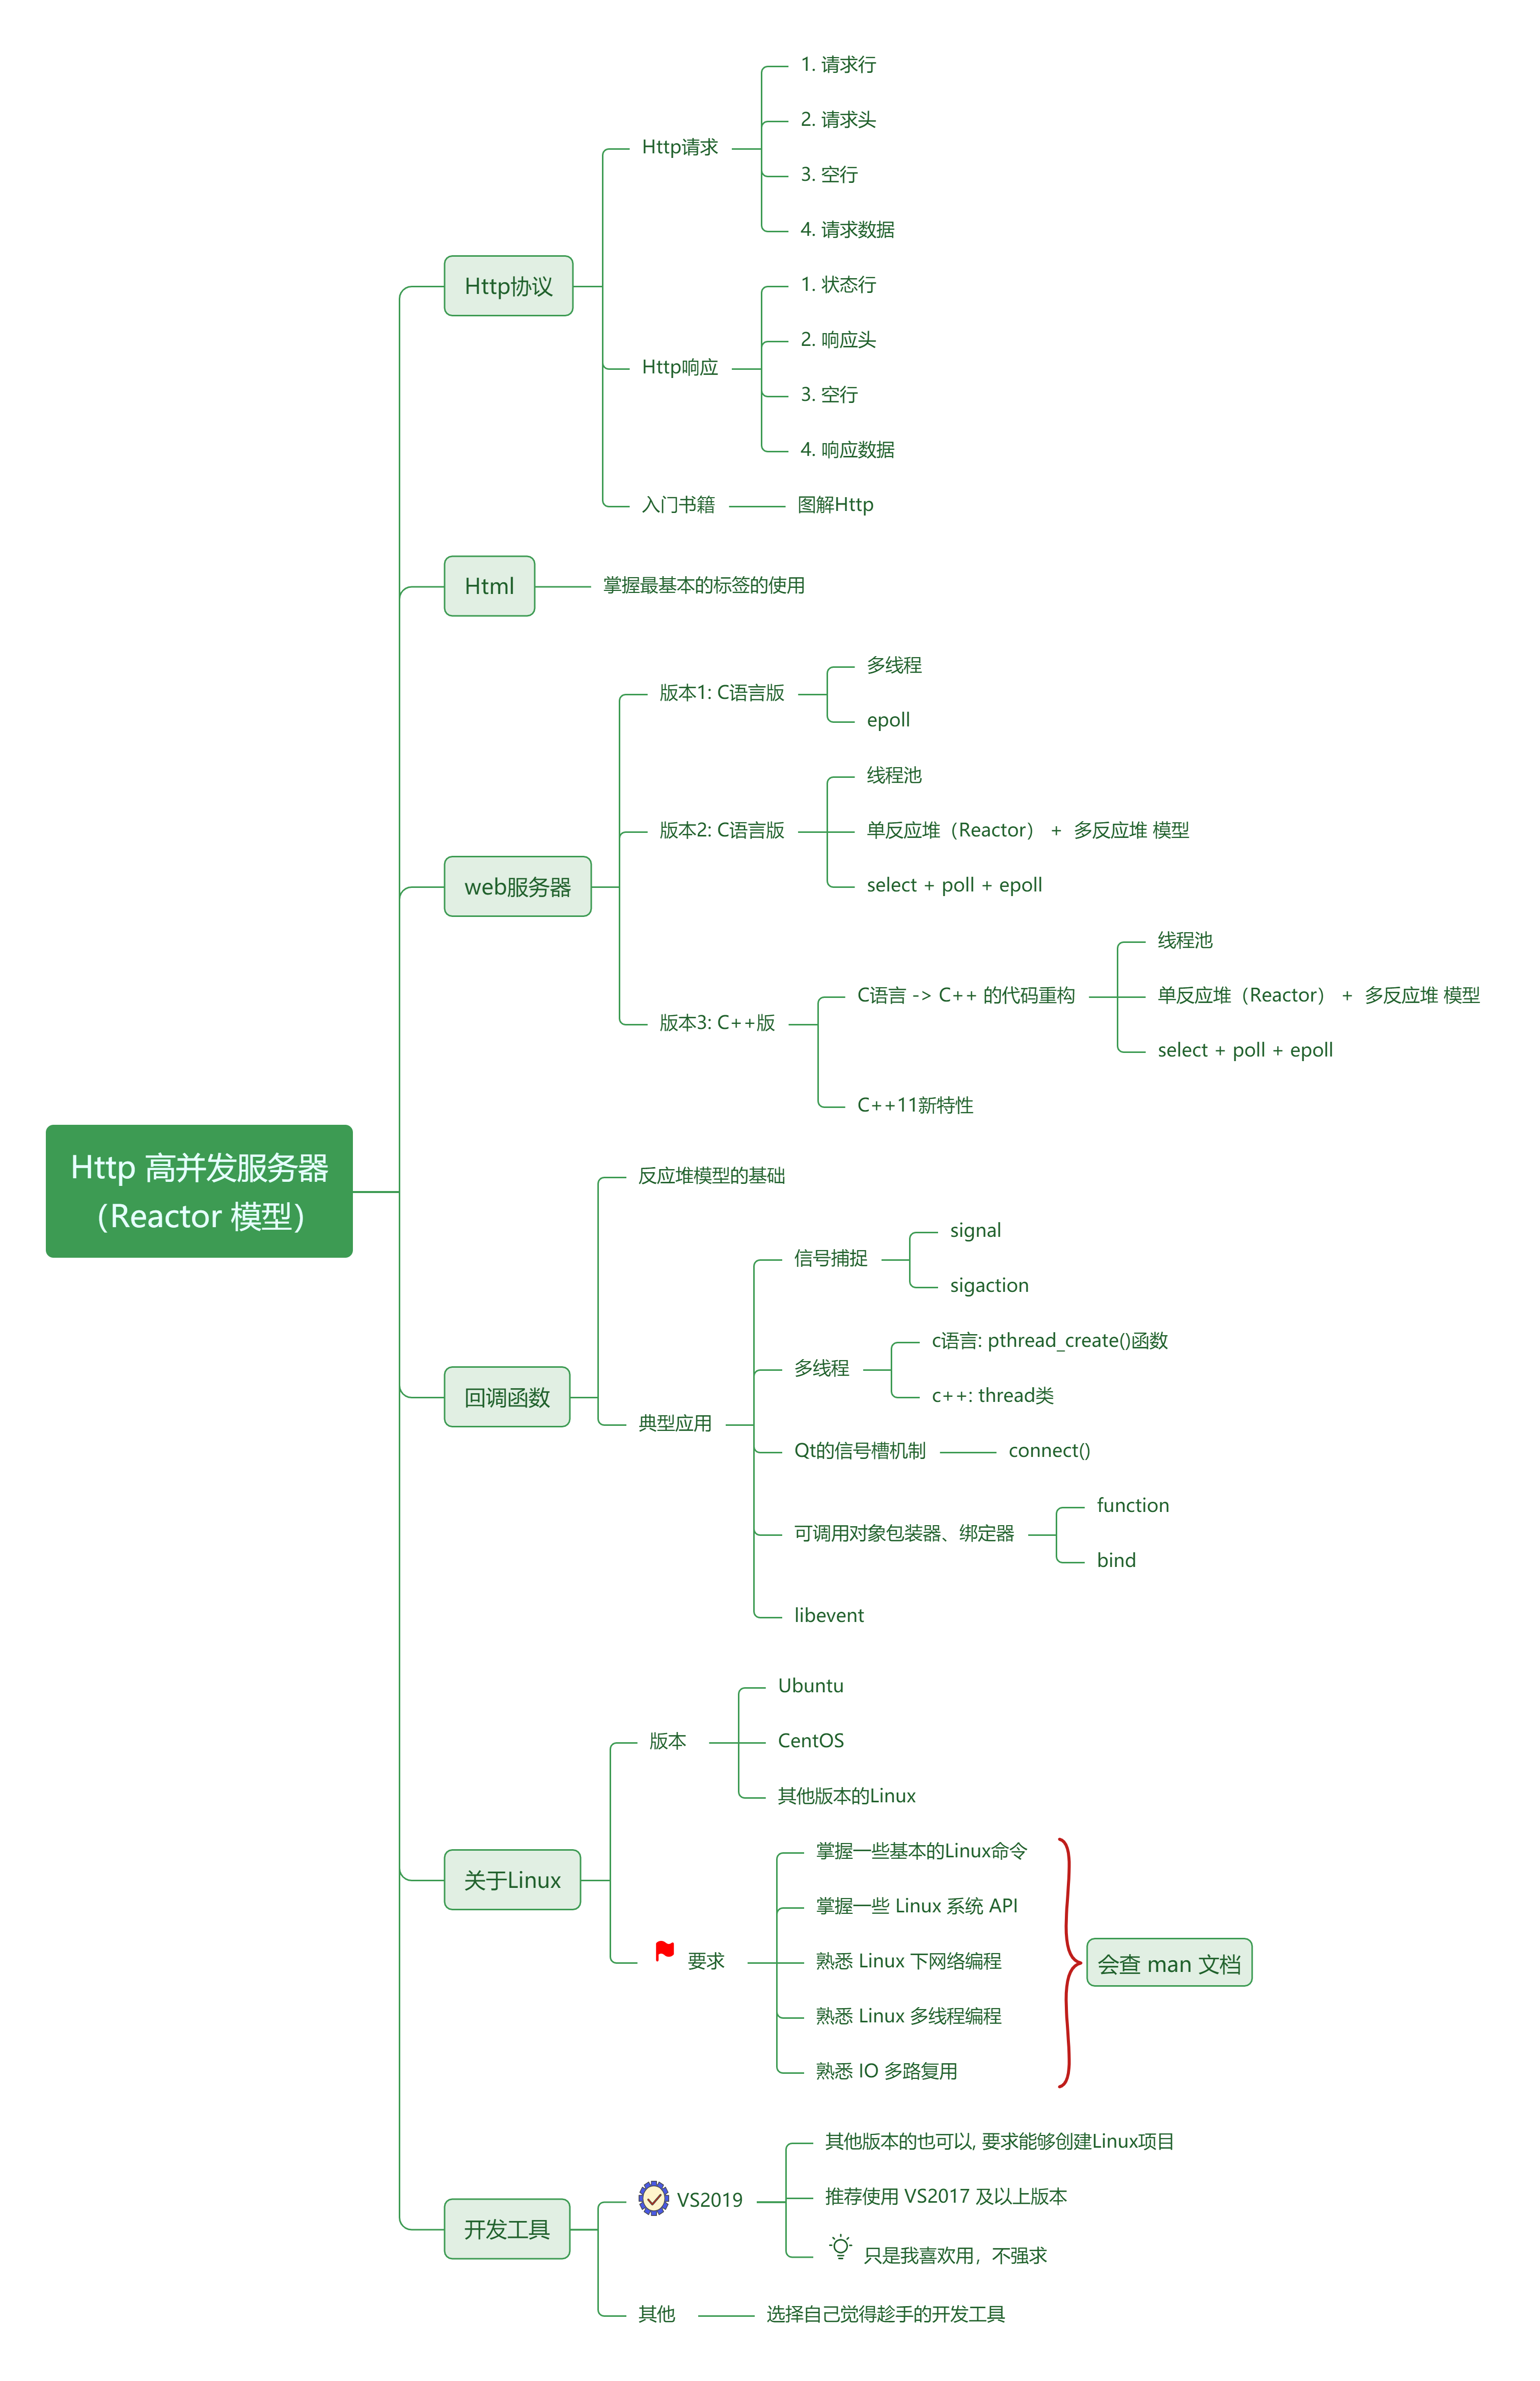 1. 请求行
2. 请求头
Http请求
3. 空行
4. 请求数据
Http协议
1. 状态行
2. 响应头
Http响应
3. 空行
4. 响应数据
入门书籍
图解Http
Html
掌握最基本的标签的使用
多线程
版本1: C语言版
epoll
线程池
版本2: C语言版
单反应堆（Reactor） + 多反应堆 模型
select + poll + epoll
web服务器
线程池
C语言 -> C++ 的代码重构
单反应堆（Reactor） + 多反应堆 模型
版本3: C++版
select + poll + epoll
C++11新特性
Http 高并发服务器
（Reactor 模型）
反应堆模型的基础
signal
信号捕捉
sigaction
c语言: pthread_create()函数
多线程
c++: thread类
回调函数
典型应用
Qt的信号槽机制
connect()
function
可调用对象包装器、绑定器
bind
libevent
Ubuntu
版本
CentOS
其他版本的Linux
关于Linux
掌握一些基本的Linux命令
掌握一些 Linux 系统 API
要求
熟悉 Linux 下网络编程
会查 man 文档
熟悉 Linux 多线程编程
熟悉 IO 多路复用
其他版本的也可以, 要求能够创建Linux项目
VS2019
推荐使用 VS2017 及以上版本
开发工具
只是我喜欢用，不强求
其他
选择自己觉得趁手的开发工具